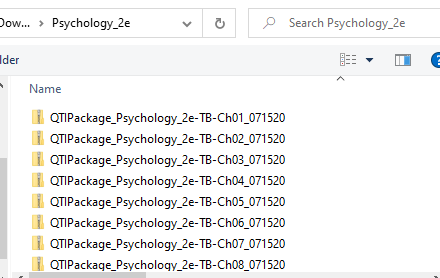 Dow... > Psychology_2e
Search Psychology_2e
older
Name
QTIPackage_Psychology_2e-TB-Ch01_071520
QTIPackage_Psychology_2e-TB-Ch02_071520
QTIPackage_Psychology_2e-TB-Ch03_071520
QTIPackage_Psychology_2e-TB-Ch04_071520
QTIPackage_Psychology_2e-TB-Ch05_071520
QTIPackage_Psychology_2e-TB-Ch06_071520
QTIPackage_Psychology_2e-TB-Ch07_071520
QTIPackage_Psychology_2e-TB-Ch08_071520